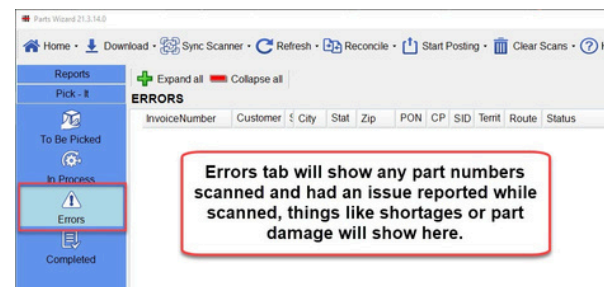 Parts Wizard 21.3.14.0
Home Download Sync Scanner Refresh Reconcile Start Posting Clear Scans
Reports
Expand all Collapse all
Pick - It
ERRORS
InvoiceNumber Customer S City Stat Zip PON CP SID Territ Route Status
To Be Picked
In Process
Errors
Completed
Errors tab will show any part numbers
scanned and had an issue reported while
scanned, things like shortages or part
damage will show here.